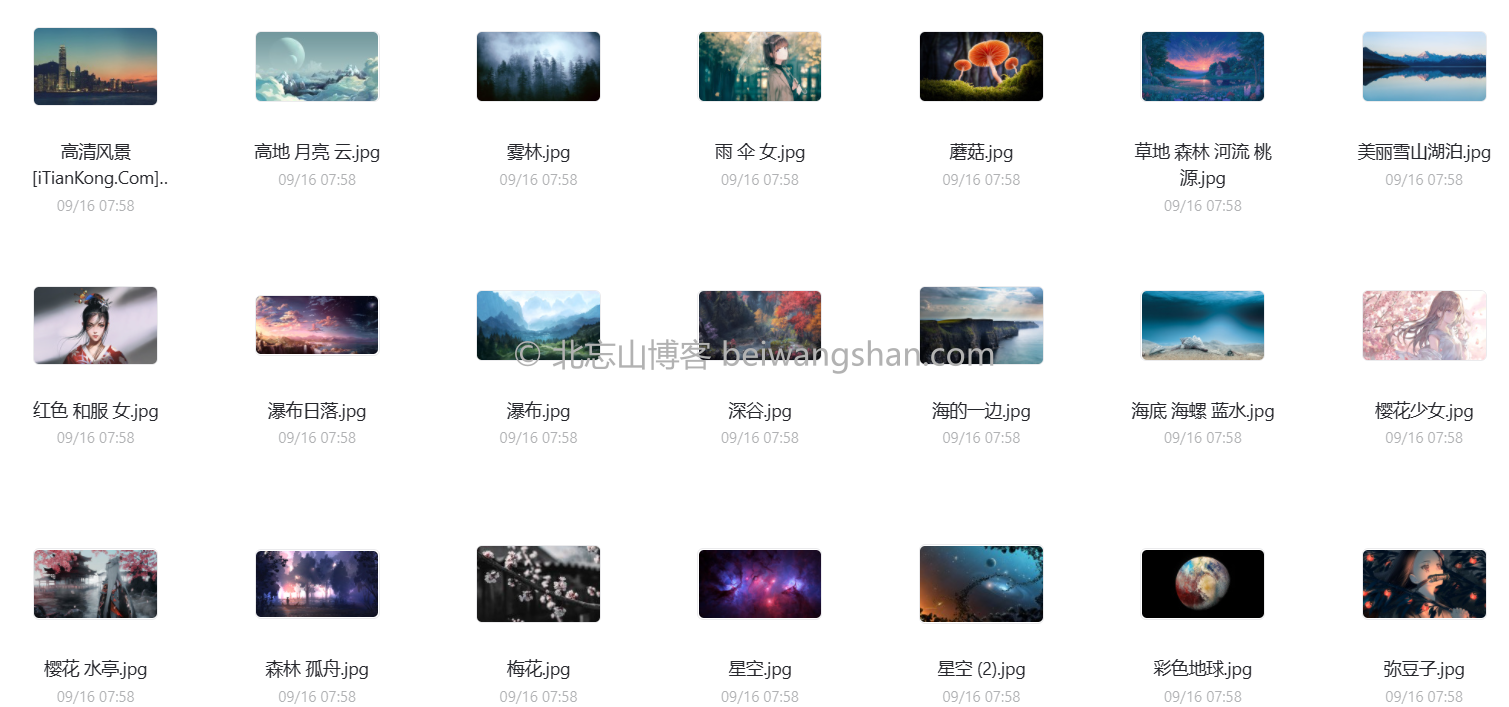 高清风景
[iTianKong.Com]..
09/16 07:58
高地 月亮 云.jpg
09/16 07:58
雾林.jpg
09/16 07:58
雨 伞 女.jpg
09/16 07:58
蘑菇.jpg
09/16 07:58
草地 森林 河流 桃
源.jpg
09/16 07:58
美丽雪山湖泊.jpg
09/16 07:58
© 北忘山博客 beiwangshan.com
红色 和服 女.jpg
09/16 07:58
瀑布日落.jpg
09/16 07:58
瀑布.jpg
09/16 07:58
深谷.jpg
09/16 07:58
海的一边.jpg
09/16 07:58
海底 海螺 蓝水.jpg
09/16 07:58
樱花少女.jpg
09/16 07:58
樱花 水亭.jpg
09/16 07:58
森林 孤舟.jpg
09/16 07:58
梅花.jpg
09/16 07:58
星空.jpg
09/16 07:58
星空 (2).jpg
09/16 07:58
彩色地球.jpg
09/16 07:58
弥豆子.jpg
09/16 07:58